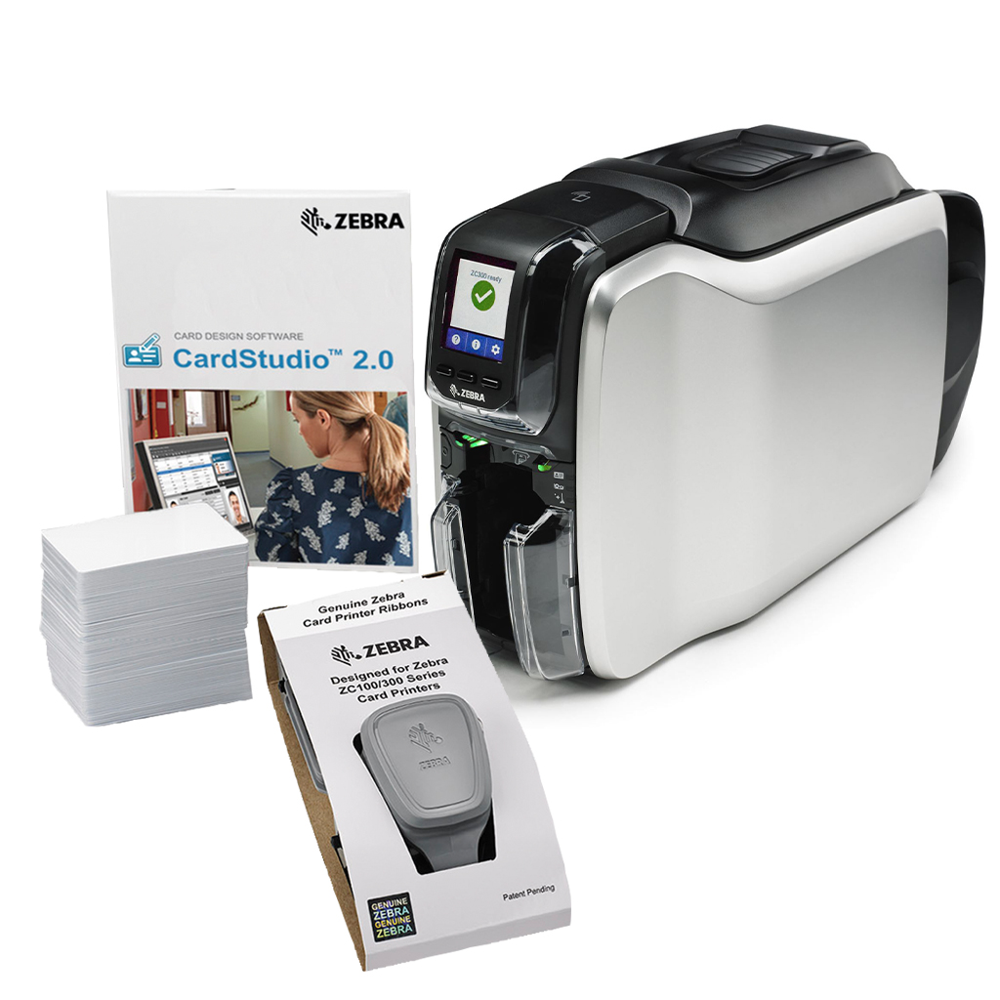 ZEBRA
CARD DESIGN SOFTWARE
CardStudio™ 2.0
ZC300 ready
ZEBRA
Genuine Zebra
Card Printer Ribbons
ZEBRA
Designed for Zebra
ZC100/300 Series
Card Printers
ZEBRA
Patent Pending
GENUINE
ZEBRA
GENUINE
ZEBRA